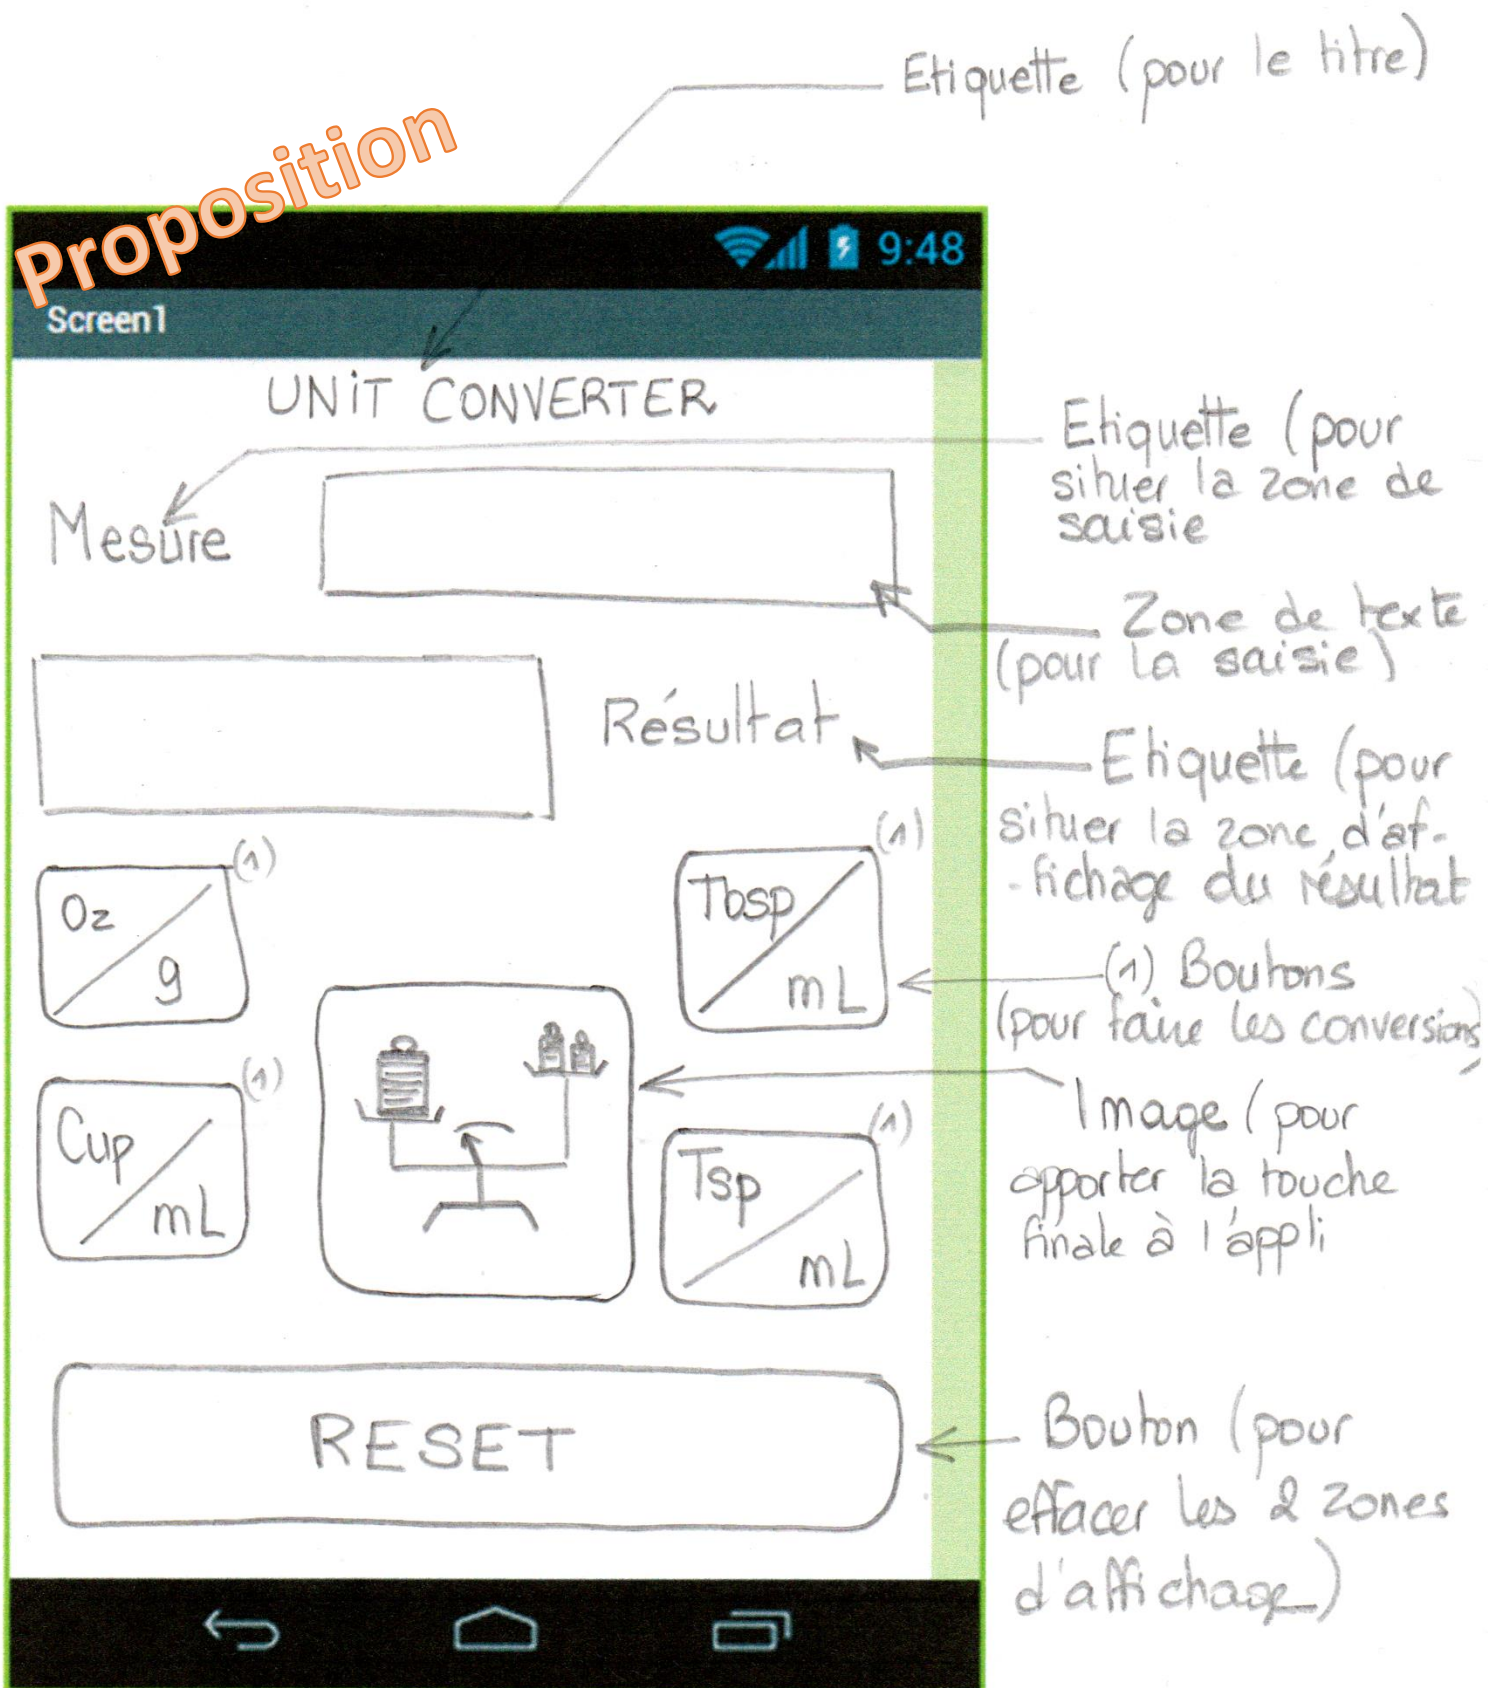 Etiquette (pour le titre)
Proposition
9:48
Screen1
UNiT CONVERTER
Etiquette (pour
situer la zone de
saisie
Mesure
Zone de texte
(pour la saisie)
Résultat
Etiquette (pour
situer la zone d'af-
-fichage du résultat
(1)
Oz
g
(1)
Tbsp
mL
(1) Boutons
(pour faire les conversions)
(1)
Cup
mL
(1)
Tsp
mL
Image (pour
apporter la touche
finale à l'appli
RESET
Bouton (pour
effacer les 2 zones
d'affichage)